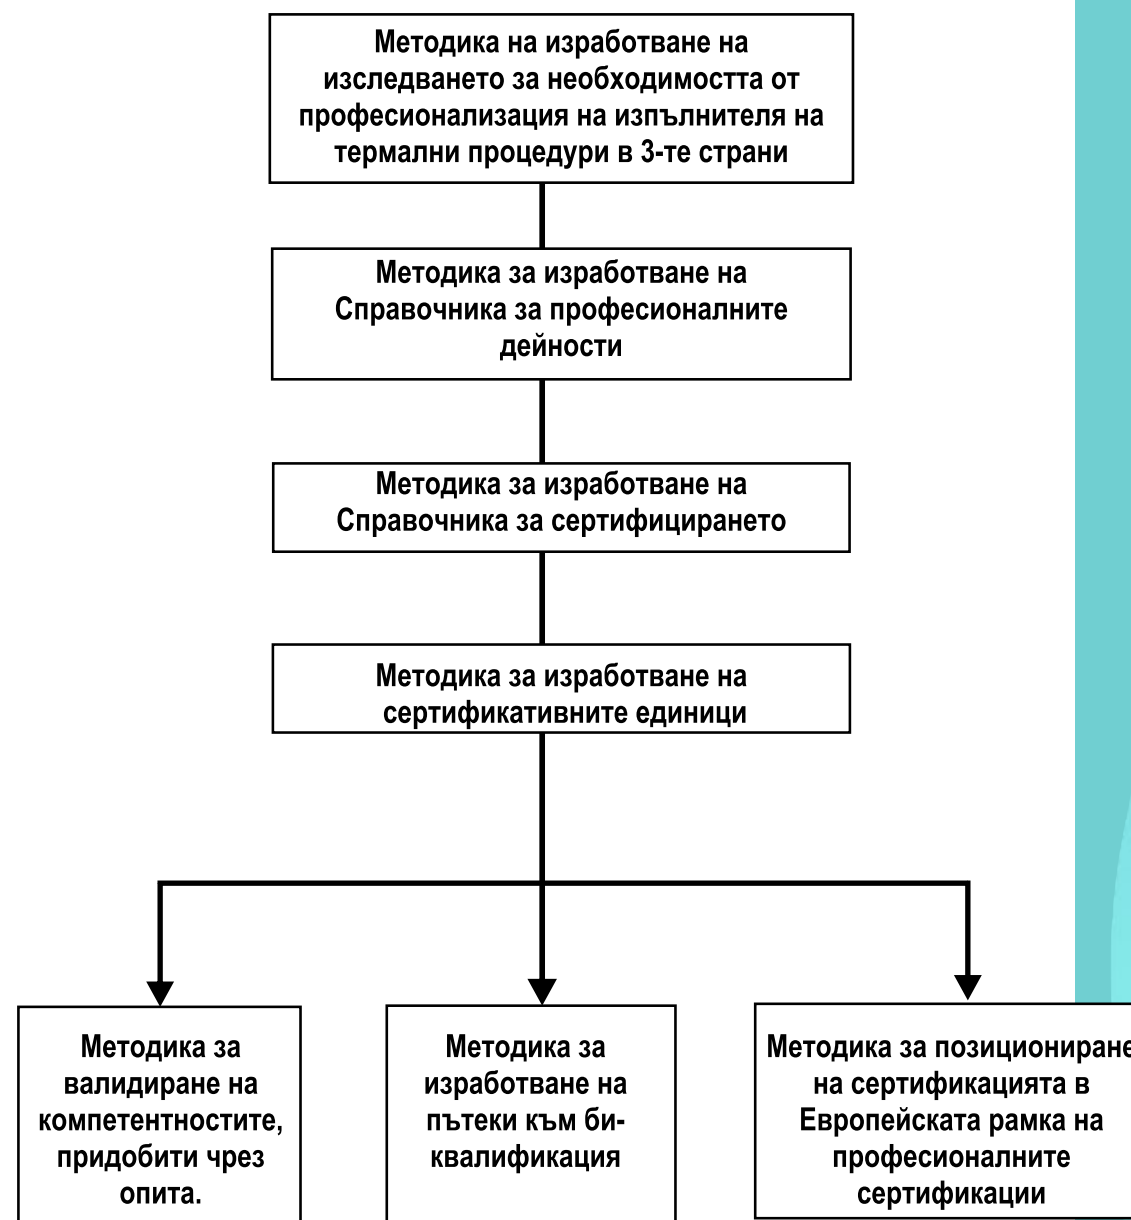 Методика на изработване на
изследването за необходимостта от
професионализация на изпълнителя на
термални процедури в 3-те страни
Методика за изработване на
Справочника за професионалните
дейности
Методика за изработване на
Справочника за сертифицирането
Методика за изработване на
сертификативните единици
Методика за
валидиране на
компетентностите,
придобити чрез
опита.
Методика за
изработване на
пътеки към би-
квалификация
Методика за позициониране
на сертификацията в
Европейската рамка на
професионалните
сертификации